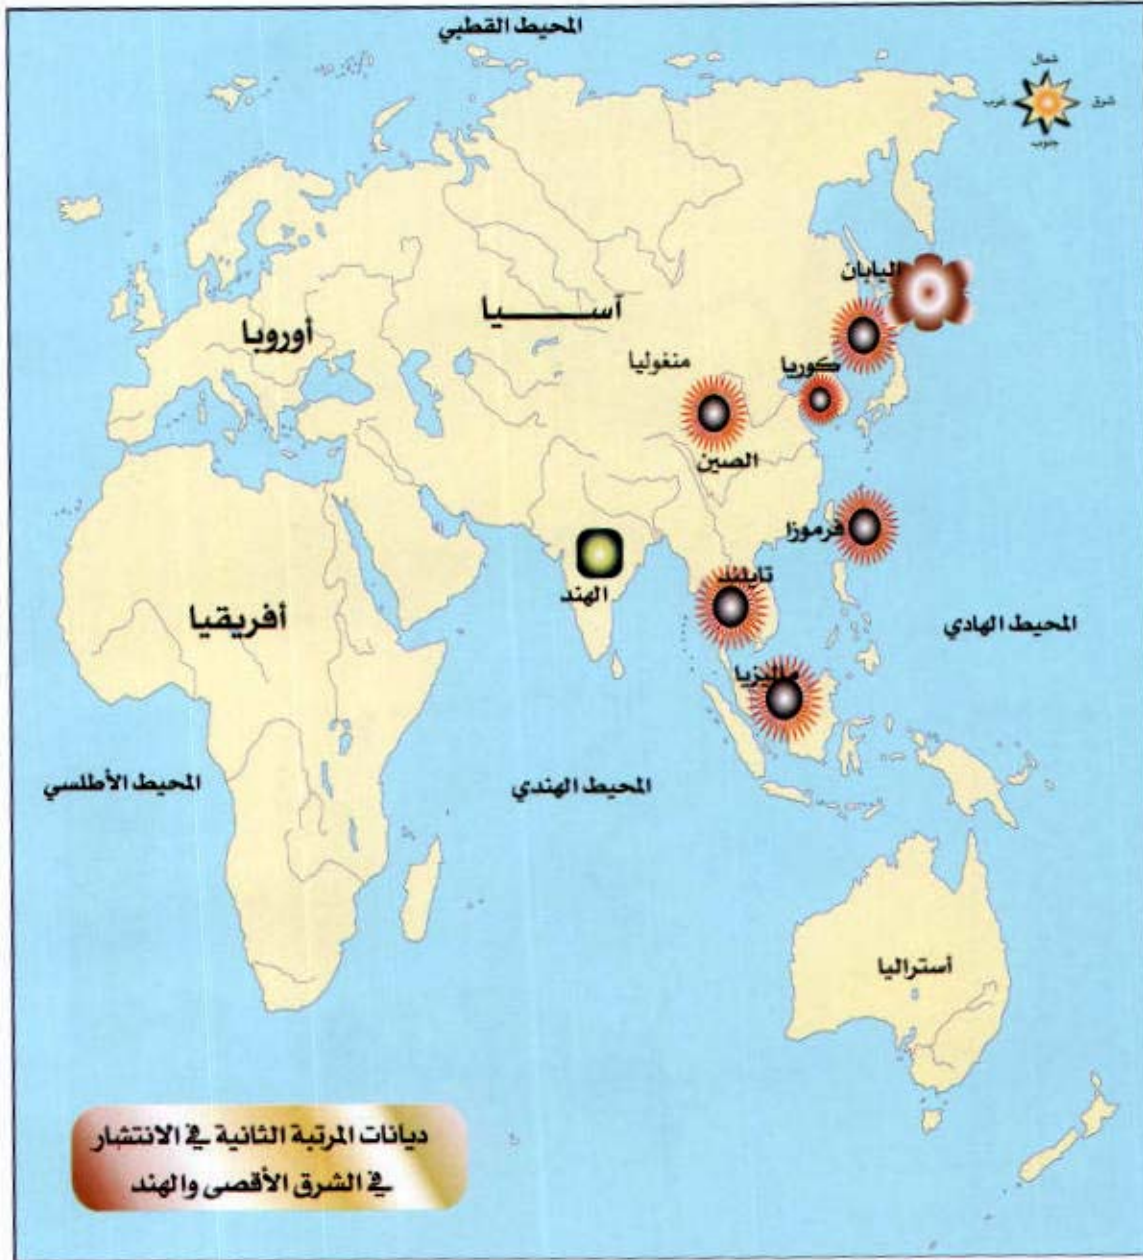 المحيط القطبي
شمال
شرق
غرب
جنوب
اليابان
آســـــيا
أوروبا
منغوليا
كوريا
الصين
فرموزا
تايلند
الهند
أفريقيا
المحيط الهادي
ماليزيا
المحيط الأطلسي
المحيط الهندي
أستراليا
ديانات المرتبة الثانية في الانتشار
في الشرق الأقصى والهند